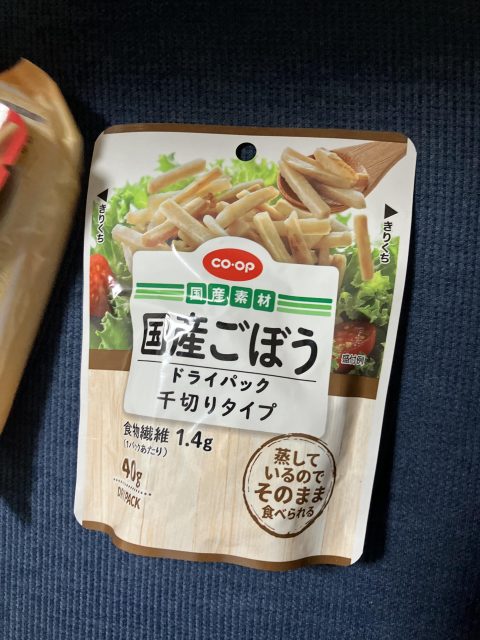 きりくち
きりくち
CO・OP
国産素材
国産ごぼう
ドライパック
千切りタイプ
盛付例
食物繊維 1.4g
(1パックあたり)
40g
DRY PACK
蒸して
いるので
そのまま
食べられる